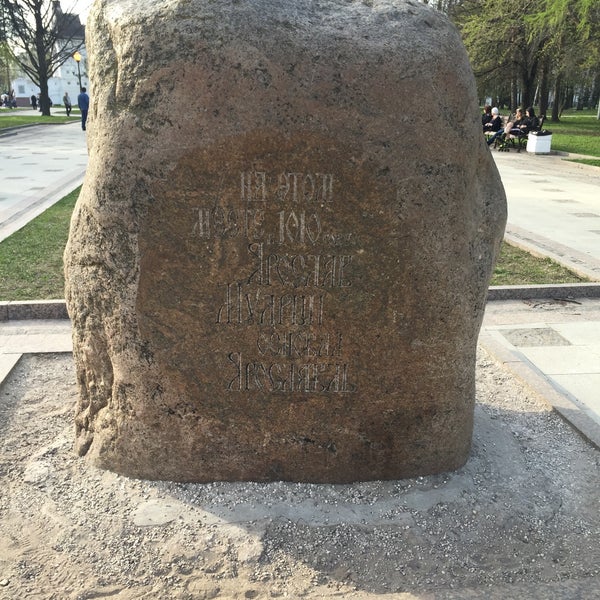 НА ЭТОМ
МЕСТЕ В 1010 Г.
ЯРОСЛАВ
МУДРЫЙ
ОСНОВАЛ
ЯРОСЛАВЛЬ